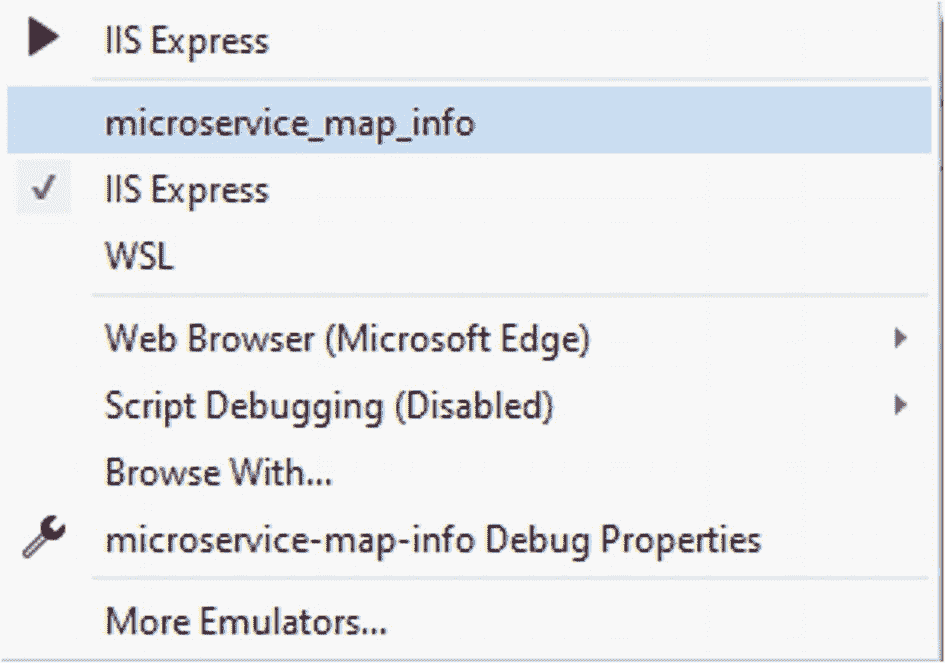 IIS Express
microservice_map_info
IIS Express
WSL
Web Browser (Microsoft Edge)
Script Debugging (Disabled)
Browse With...
microservice-map-info Debug Properties
More Emulators...